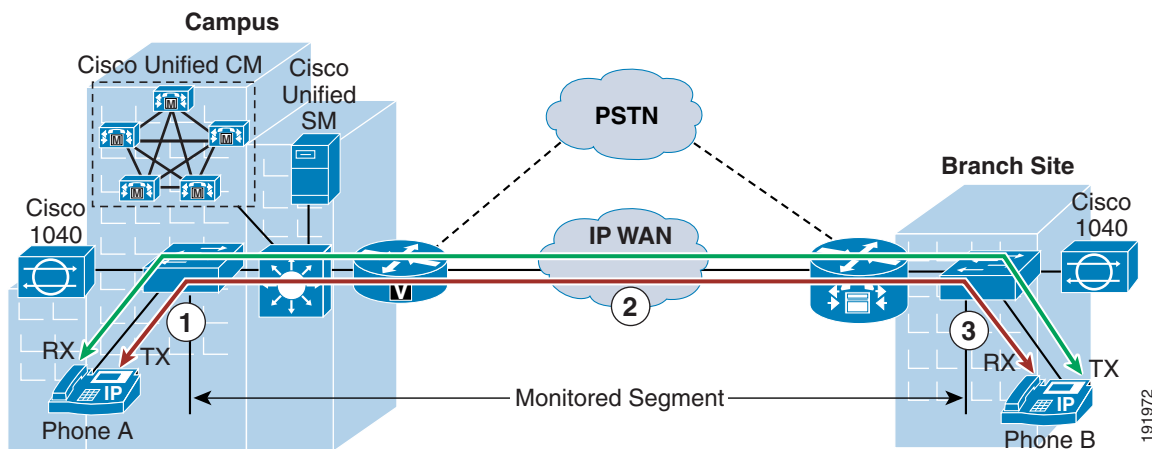 Campus
Cisco Unified CM
Cisco
Unified
SM
M
M
M
M
M
PSTN
Branch Site
Cisco
1040
IP WAN
Cisco
1040
V
1
2
3
RX
TX
RX
TX
IP
IP
Monitored Segment
Phone A
Phone B
191972